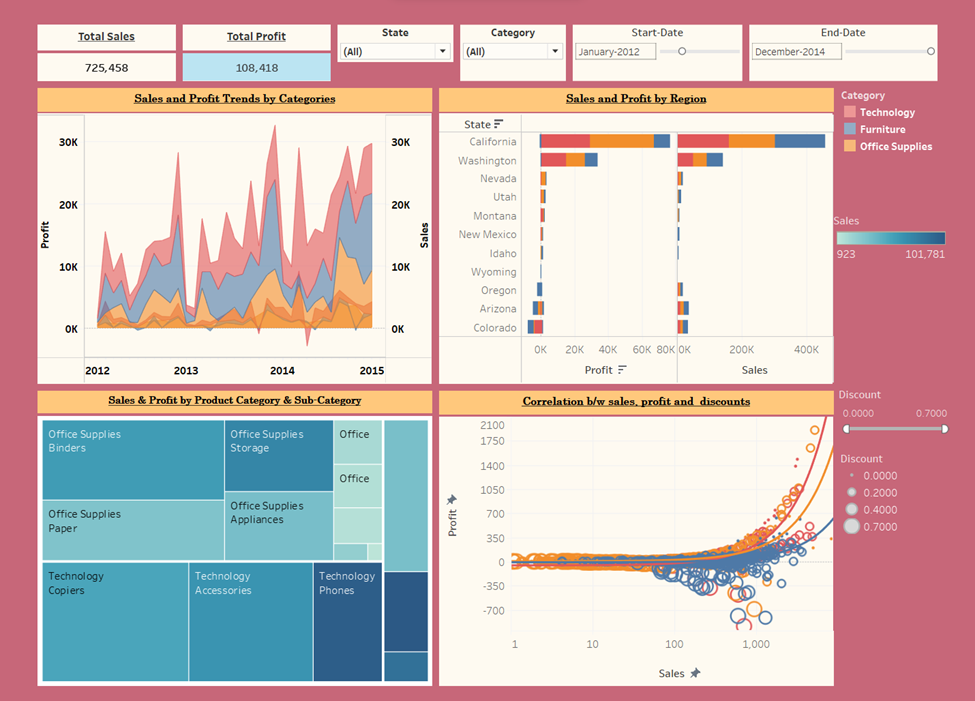 Total Sales
725,458
Total Profit
108,418
State
(All)
Category
(All)
Start-Date
January-2012
End-Date
December-2014
Sales and Profit Trends by Categories
30K
20K
10K
0K
Profit
30K
20K
10K
0K
Sales
2012 2013 2014 2015
Sales and Profit by Region
State
California
Washington
Nevada
Utah
Montana
New Mexico
Idaho
Wyoming
Oregon
Arizona
Colorado
0K 20K 40K 60K 80K 0K 200K 400K
Profit Sales
Category
Technology
Furniture
Office Supplies
Sales
923 101,781
Sales & Profit by Product Category & Sub-Category
Office Supplies
Binders
Office Supplies
Storage
Office
Office
Office Supplies
Paper
Office Supplies
Appliances
Technology
Copiers
Technology
Accessories
Technology
Phones
Correlation b/w sales, profit and discounts
2100
1750
1400
1050
700
350
0
-350
-700
Profit
1 10 100 1,000
Sales
Discount
0.0000 0.7000
Discount
0.0000
0.2000
0.4000
0.7000